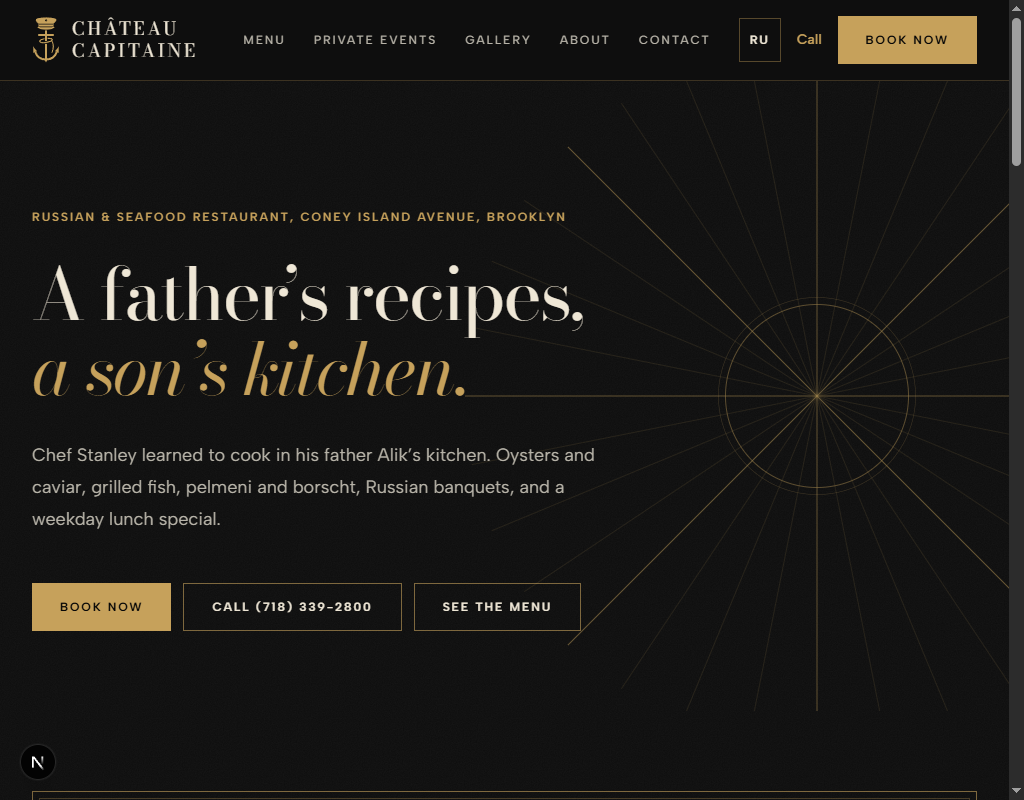 CHÂTEAU
CAPITAINE
MENU
PRIVATE EVENTS
GALLERY
ABOUT
CONTACT
RU
Call
BOOK NOW
RUSSIAN & SEAFOOD RESTAURANT, CONEY ISLAND AVENUE, BROOKLYN
A father’s recipes,
a son’s kitchen.
Chef Stanley learned to cook in his father Alik’s kitchen. Oysters and
caviar, grilled fish, pelmeni and borscht, Russian banquets, and a
weekday lunch special.
BOOK NOW
CALL (718) 339-2800
SEE THE MENU
N